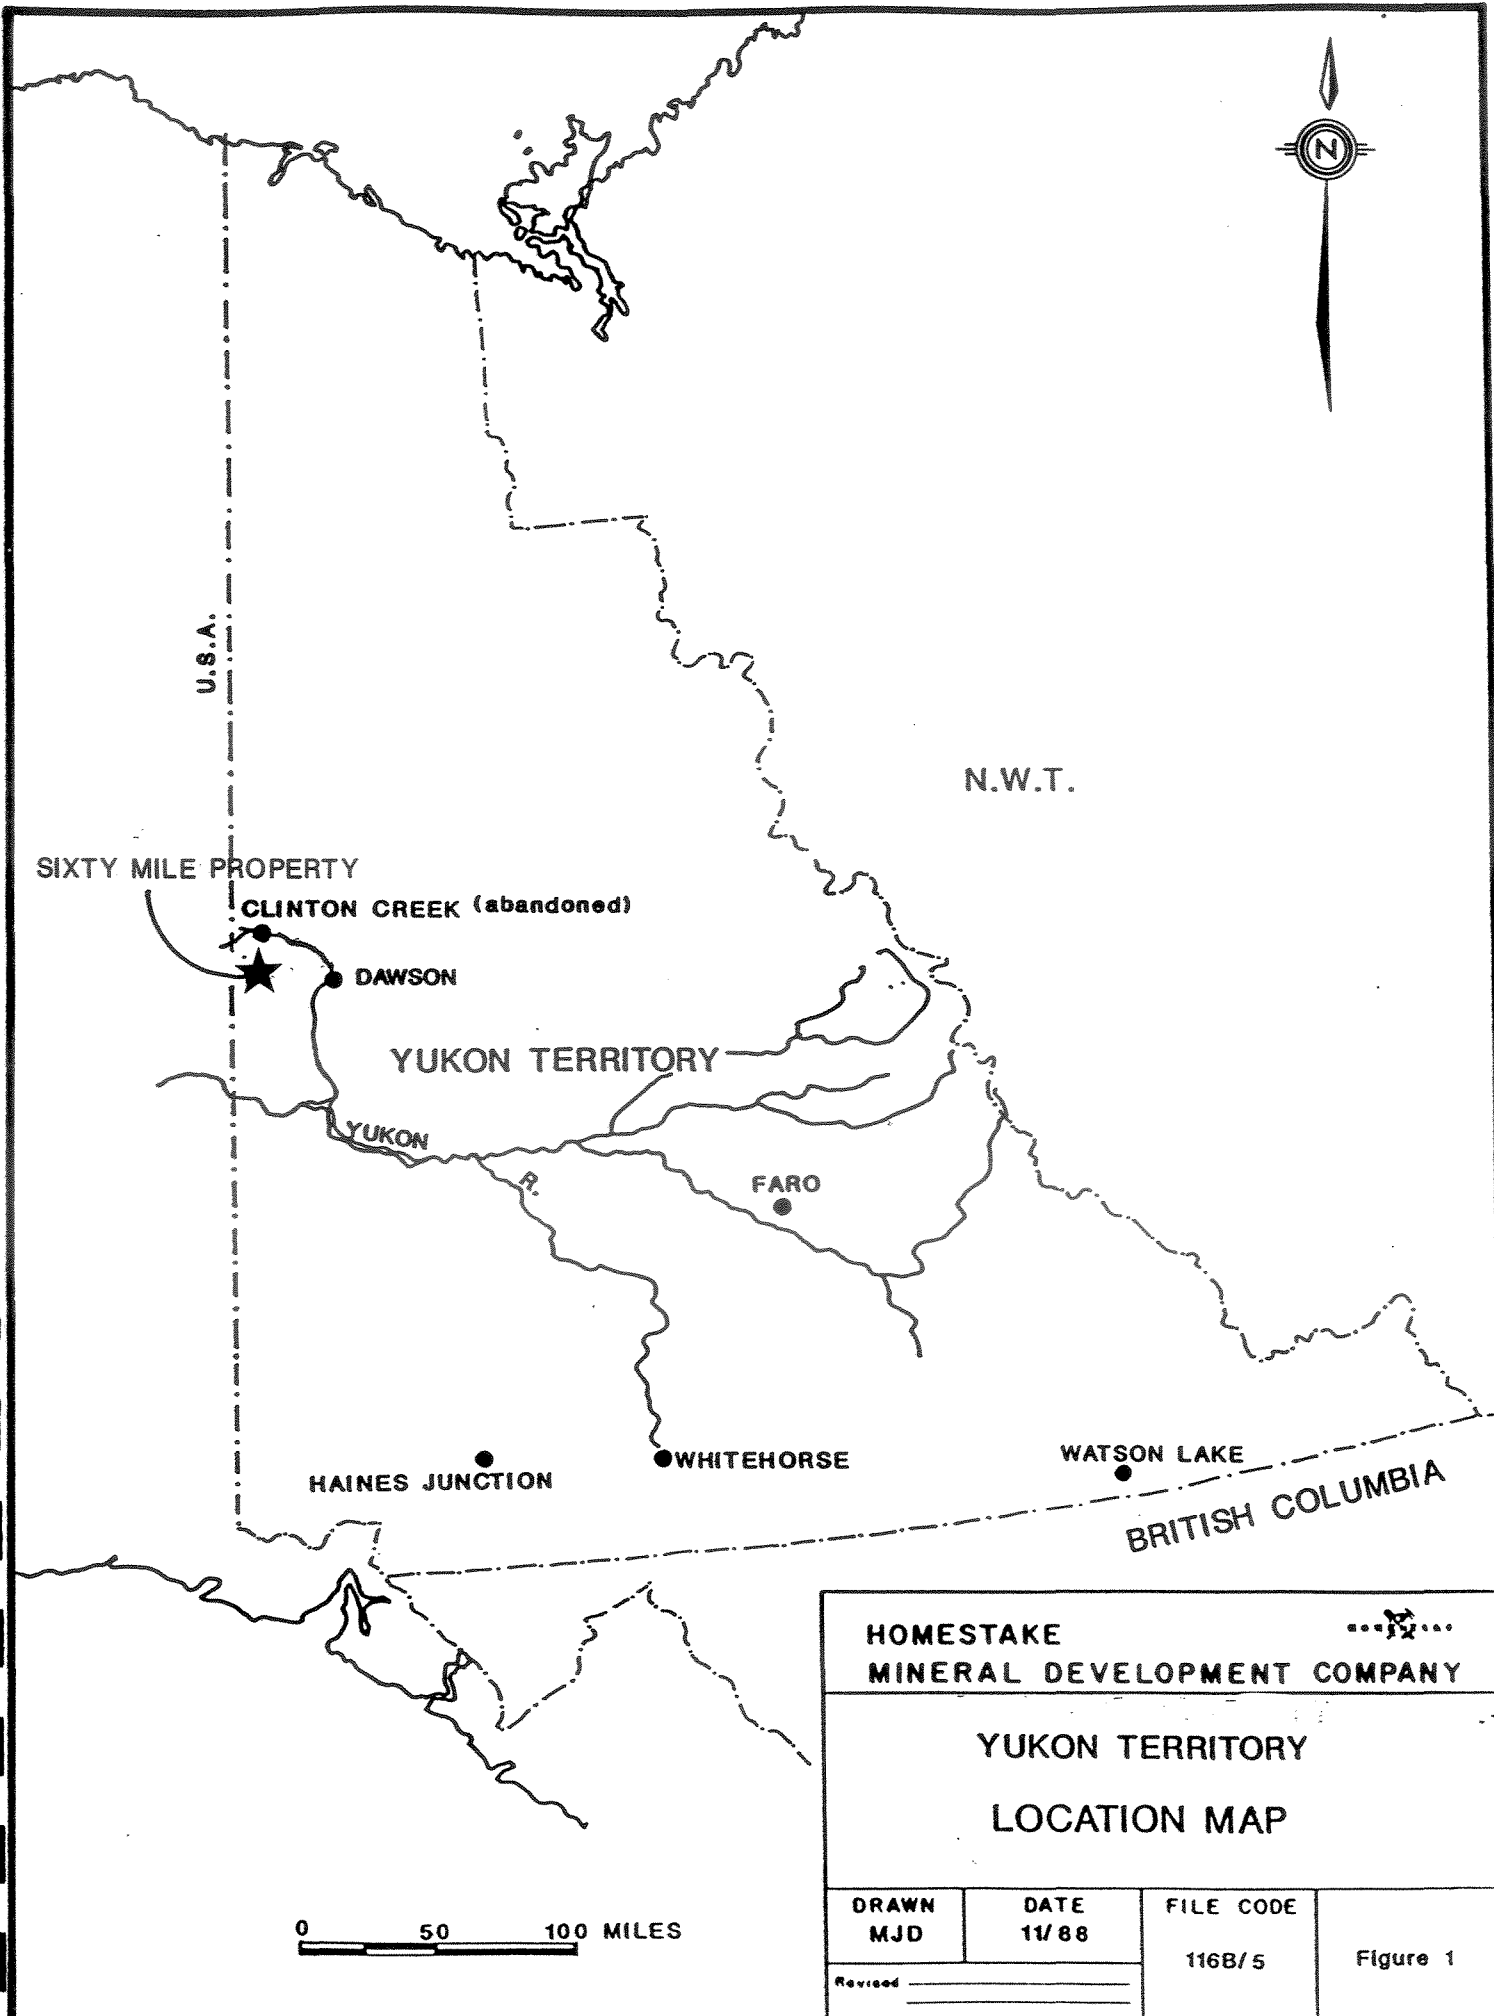 N
U.S.A.
N.W.T.
SIXTY MILE PROPERTY
CLINTON CREEK (abandoned)
DAWSON
YUKON TERRITORY
YUKON
R.
FARO
WHITEHORSE
HAINES JUNCTION
WATSON LAKE
BRITISH COLUMBIA
HOMESTAKE
MINERAL DEVELOPMENT COMPANY
YUKON TERRITORY
LOCATION MAP
0 50 100 MILES
DRAWN
MJD
DATE
11/88
FILE CODE
116B/5
Figure 1
Revised